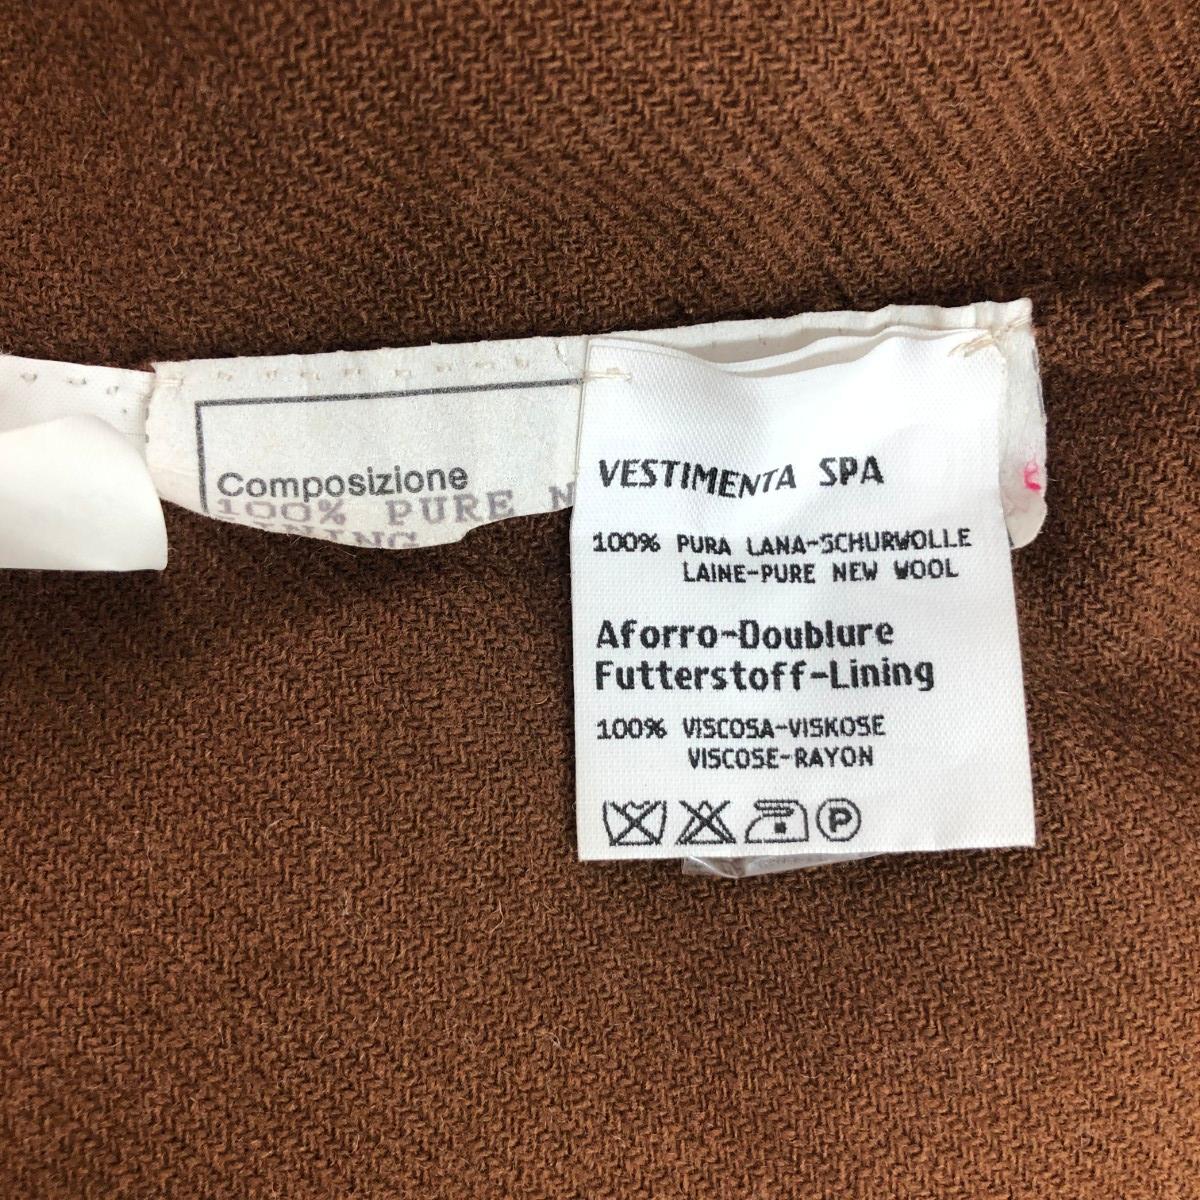 Composizione
100% PURE N
LINING
VESTIMENTA SPA
100% PURA LANA-SCHURWOLLE
LAINE-PURE NEW WOOL
Aforro-Doublure
Futterstoff-Lining
100% VISCOSA-VISKOSE
VISCOSE-RAYON
P